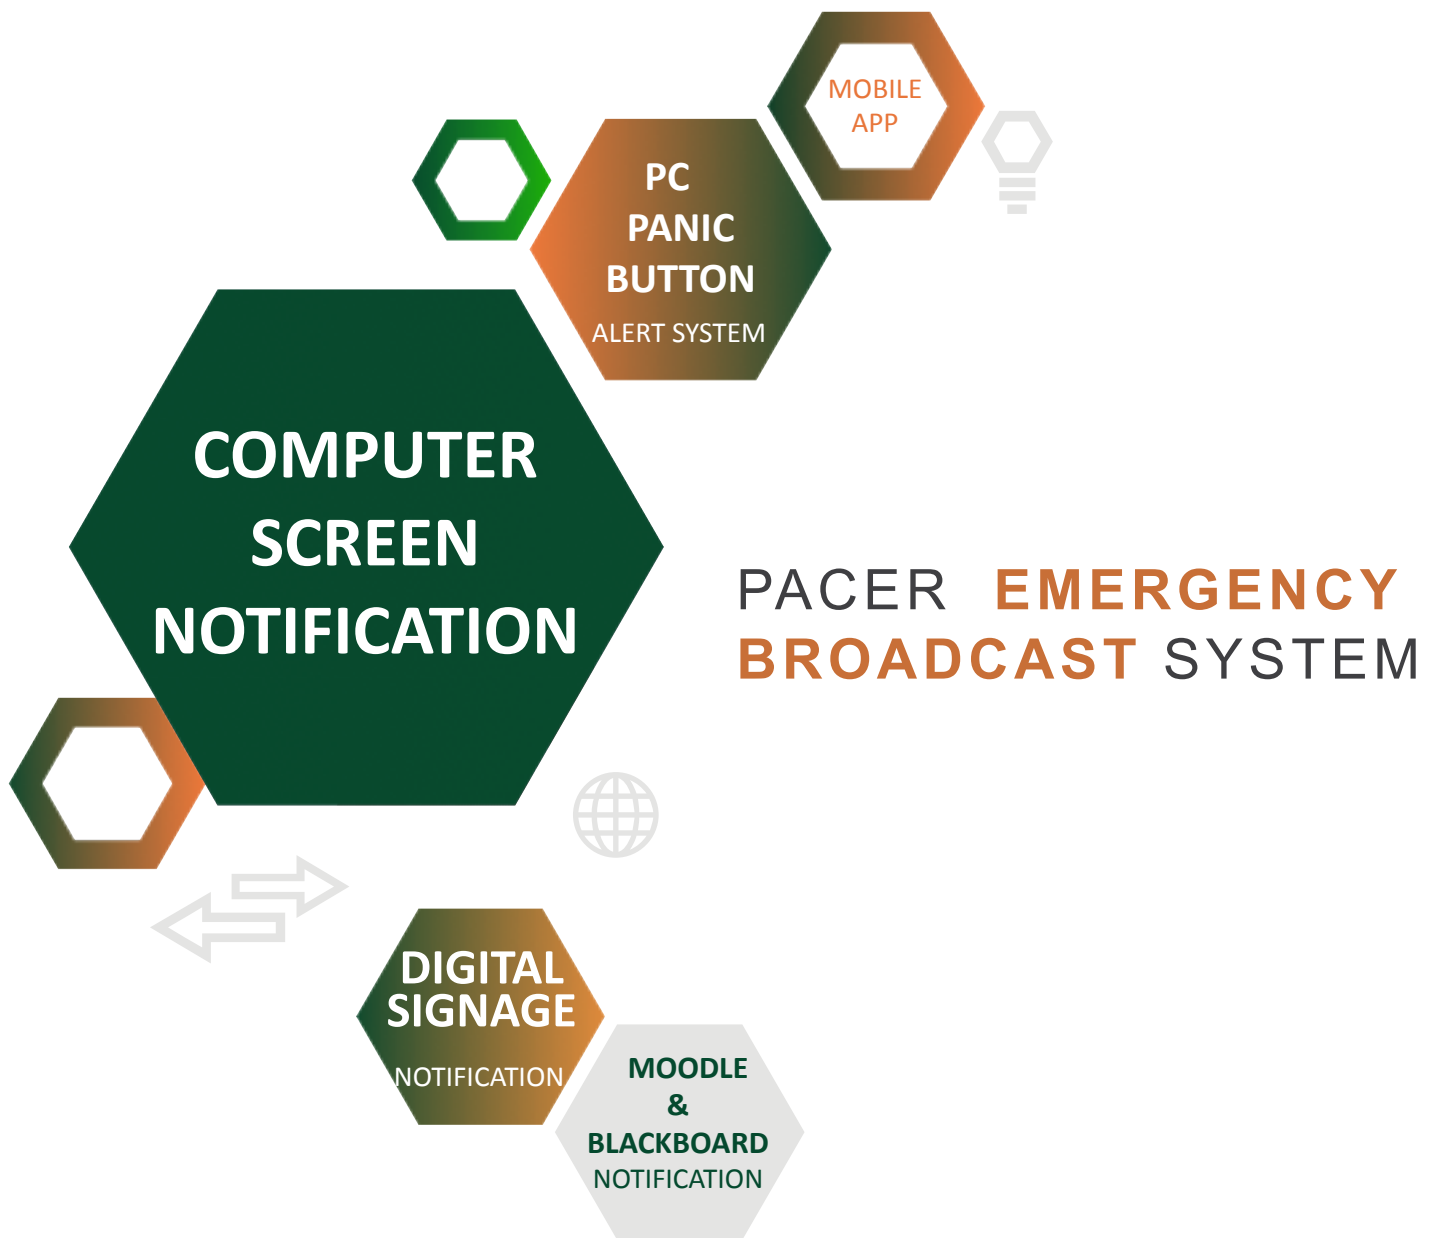 MOBILE
APP
PC
PANIC
BUTTON
ALERT SYSTEM
COMPUTER
SCREEN
NOTIFICATION
PACER EMERGENCY
BROADCAST SYSTEM
DIGITAL
SIGNAGE
NOTIFICATION
MOODLE
&
BLACKBOARD
NOTIFICATION